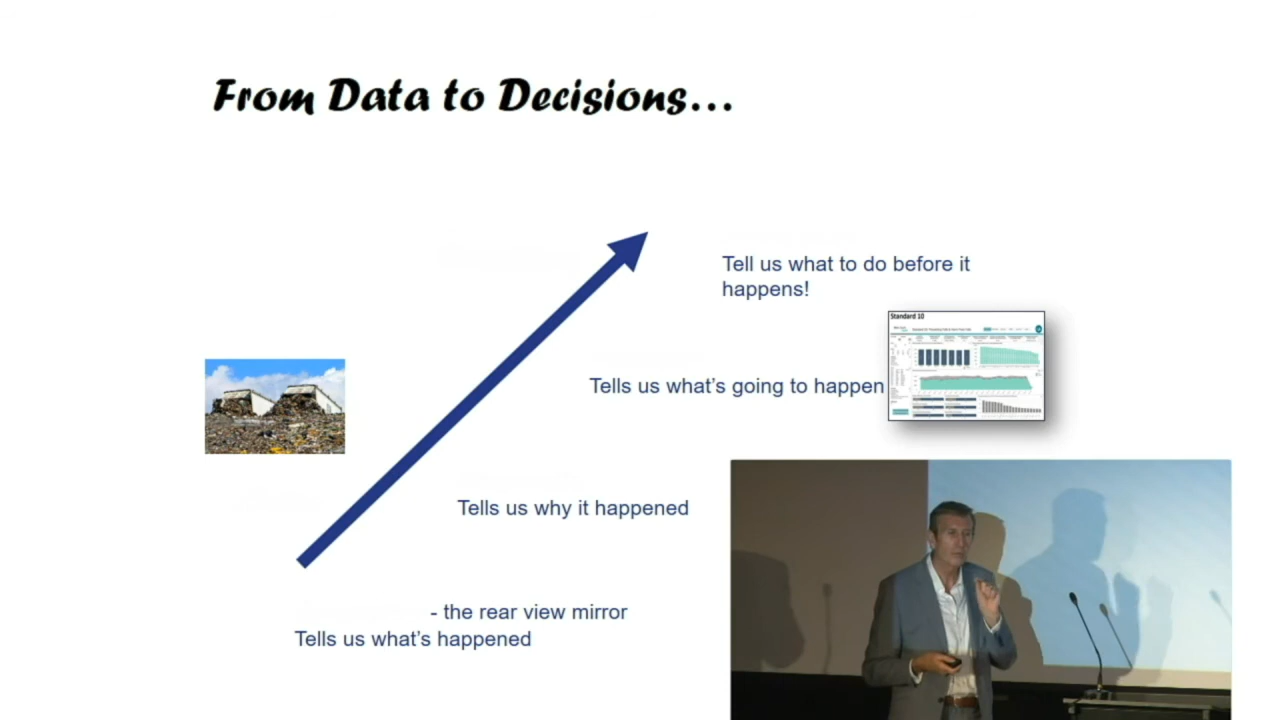 From Data to Decisions...
Tell us what to do before it
happens!
Standard 10
Tells us what’s going to happen
Tells us why it happened
- the rear view mirror
Tells us what’s happened